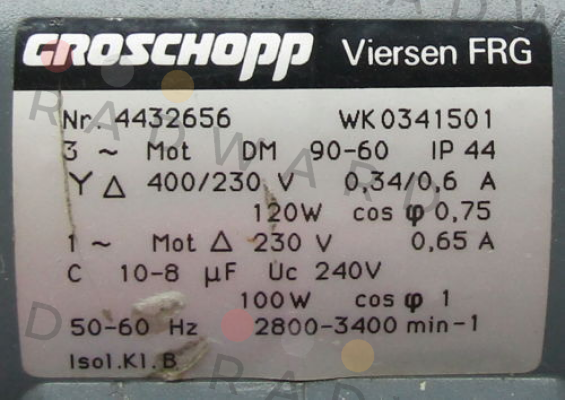 GROSCHOPP Viersen FRG
Nr. 4432656 WK0341501
3 ~ Mot DM 90-60 IP 44
Y Δ 400/230 V 0,34/0,6 A
120W cos φ 0,75
1 ~ Mot Δ 230 V 0,65 A
C 10-8 µF Uc 240V
100W cos φ 1
50-60 Hz 2800-3400 min-1
Isol.Kl.B
RADWARD
RADWARD